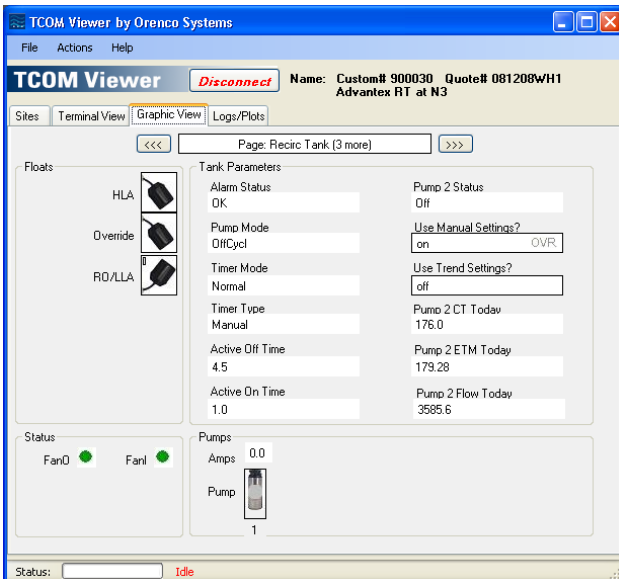 TCOM Viewer by Orenco Systems
File Actions Help
TCOM Viewer Disconnect Name: Custom# 900030 Quote# 081208WH1
Advantex RT at N3
Sites Terminal View Graphic View Logs/Plots
<<< Page: Recirc Tank (3 more) >>>
Floats
HLA
Override
RO/LLA
Tank Parameters
Alarm Status
OK
Pump Mode
OffCycl
Timer Mode
Normal
Timer Type
Manual
Active Off Time
4.5
Active On Time
1.0
Pump 2 Status
Off
Use Manual Settings?
on OVR
Use Trend Settings?
off
Pump 2 CT Today
176.0
Pump 2 ETM Today
179.28
Pump 2 Flow Today
3585.6
Status
FanO FanI
Pumps
Amps 0.0
Pump
1
Status: Idle